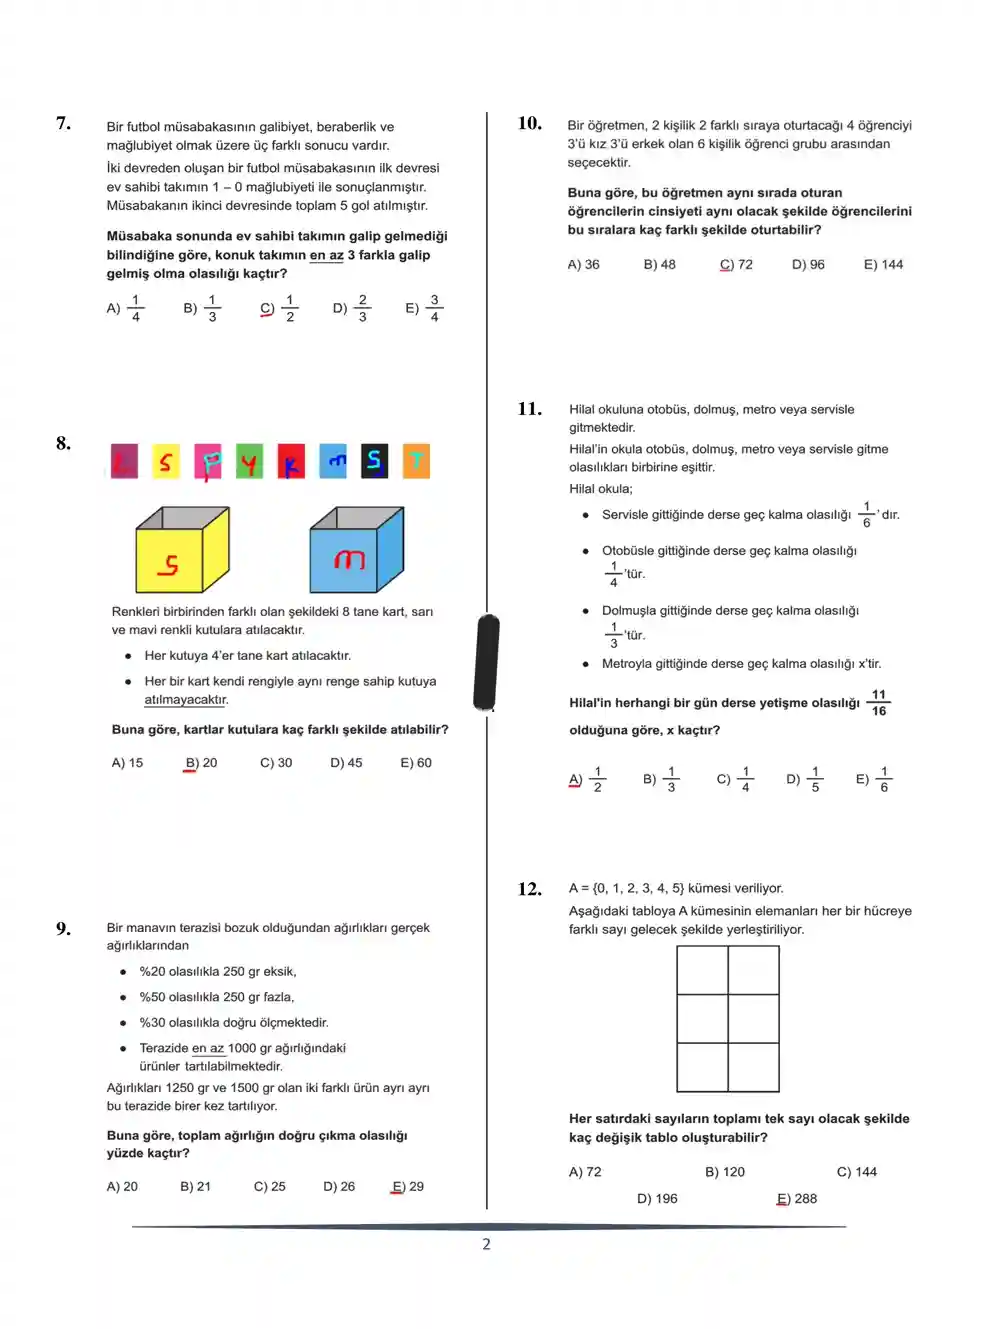 7.
Bir futbol müsabakasının galibiyet, beraberlik ve
mağlubiyet olmak üzere üç farklı sonucu vardır.
İki devreden oluşan bir futbol müsabakasının ilk devresi
ev sahibi takımın 1 – 0 mağlubiyeti ile sonuçlanmıştır.
Müsabakanın ikinci devresinde toplam 5 gol atılmıştır.
Müsabaka sonunda ev sahibi takımın galip gelmediği
bilindiğine göre, konuk takımın en az 3 farkla galip
gelmiş olma olasılığı kaçtır?
A) 1/4 B) 1/3 C) 1/2 D) 2/3 E) 3/4
8.
L S P Y K m S T
S m
Renkleri birbirinden farklı olan şekildeki 8 tane kart, sarı
ve mavi renkli kutulara atılacaktır.
• Her kutuya 4'er tane kart atılacaktır.
• Her bir kart kendi rengiyle aynı renge sahip kutuya
atılmayacaktır.
Buna göre, kartlar kutulara kaç farklı şekilde atılabilir?
A) 15 B) 20 C) 30 D) 45 E) 60
9.
Bir manavın terazisi bozuk olduğundan ağırlıkları gerçek
ağırlıklarından
• %20 olasılıkla 250 gr eksik,
• %50 olasılıkla 250 gr fazla,
• %30 olasılıkla doğru ölçmektedir.
• Terazide en az 1000 gr ağırlığındaki
ürünler tartılabilmektedir.
Ağırlıkları 1250 gr ve 1500 gr olan iki farklı ürün ayrı ayrı
bu terazide birer kez tartılıyor.
Buna göre, toplam ağırlığın doğru çıkma olasılığı
yüzde kaçtır?
A) 20 B) 21 C) 25 D) 26 E) 29
10.
Bir öğretmen, 2 kişilik 2 farklı sıraya oturtacağı 4 öğrenciyi
3'ü kız 3'ü erkek olan 6 kişilik öğrenci grubu arasından
seçecektir.
Buna göre, bu öğretmen aynı sırada oturan
öğrencilerin cinsiyeti aynı olacak şekilde öğrencilerini
bu sıralara kaç farklı şekilde oturtabilir?
A) 36 B) 48 C) 72 D) 96 E) 144
11.
Hilal okuluna otobüs, dolmuş, metro veya servisle
gitmektedir.
Hilal'in okula otobüs, dolmuş, metro veya servisle gitme
olasılıkları birbirine eşittir.
Hilal okula;
• Servisle gittiğinde derse geç kalma olasılığı 1/6' dır.
• Otobüsle gittiğinde derse geç kalma olasılığı
1/4'tür.
• Dolmuşla gittiğinde derse geç kalma olasılığı
1/3'tür.
• Metroyla gittiğinde derse geç kalma olasılığı x'tir.
Hilal'in herhangi bir gün derse yetişme olasılığı 11/16
olduğuna göre, x kaçtır?
A) 1/2 B) 1/3 C) 1/4 D) 1/5 E) 1/6
12.
A = {0, 1, 2, 3, 4, 5} kümesi veriliyor.
Aşağıdaki tabloya A kümesinin elemanları her bir hücreye
farklı sayı gelecek şekilde yerleştiriliyor.
Her satırdaki sayıların toplamı tek sayı olacak şekilde
kaç değişik tablo oluşturabilir?
A) 72 B) 120 C) 144
D) 196 E) 288
2